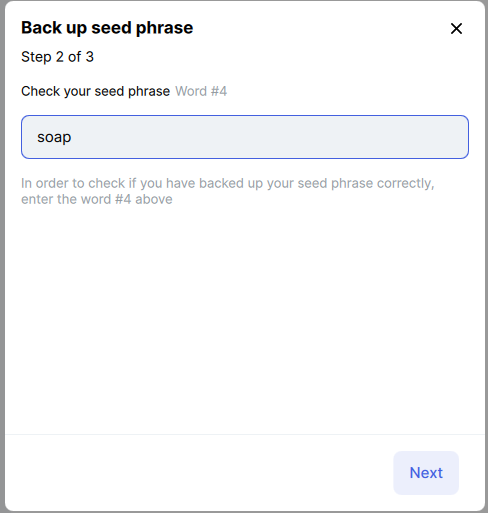 Back up seed phrase
Step 2 of 3
Check your seed phrase Word #4
soap
In order to check if you have backed up your seed phrase correctly,
enter the word #4 above
Next